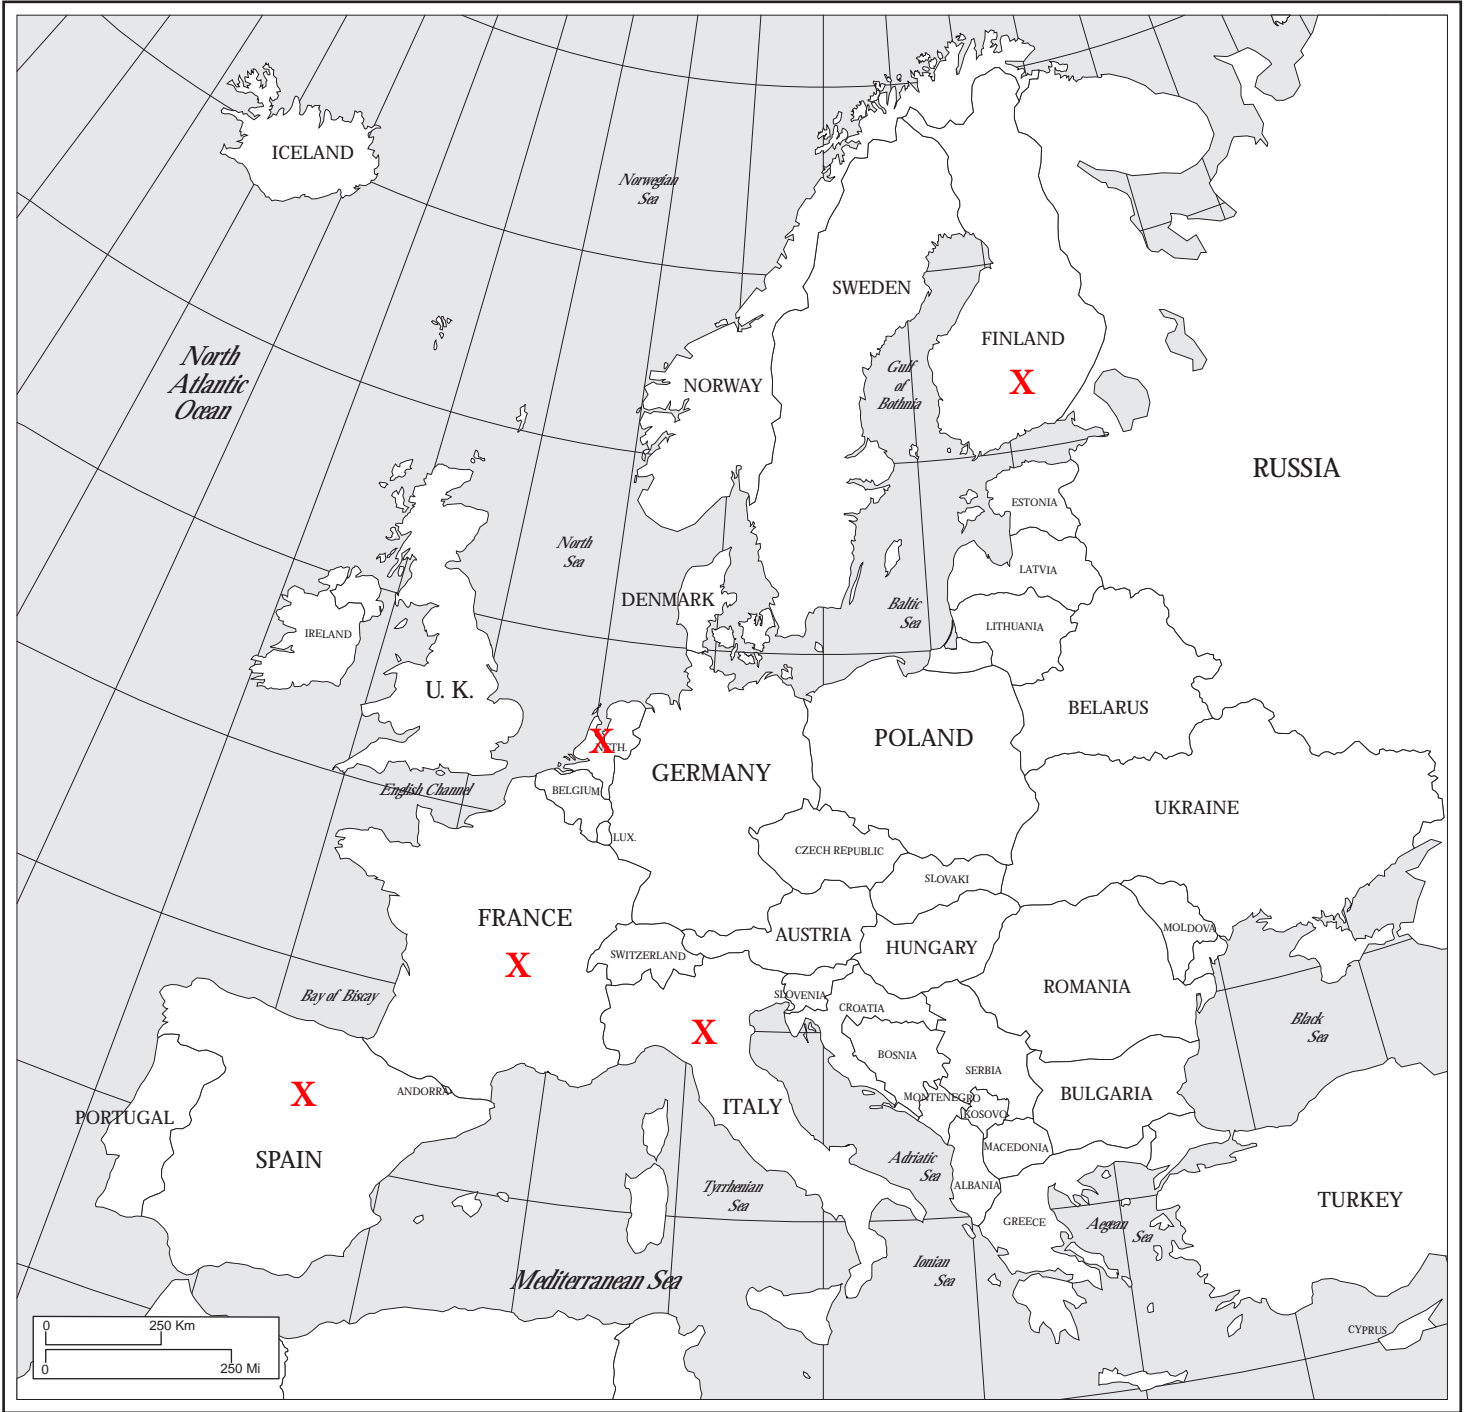 ICELAND
Norwegian
Sea
SWEDEN
FINLAND
X
North
Atlantic
Ocean
NORWAY
Gulf
of
Bothnia
RUSSIA
ESTONIA
North
Sea
LATVIA
DENMARK
Baltic
Sea
LITHUANIA
IRELAND
U. K.
BELARUS
X
NETH.
POLAND
GERMANY
English Channel
BELGIUM
UKRAINE
LUX.
CZECH REPUBLIC
SLOVAKI
FRANCE
X
AUSTRIA
HUNGARY
MOLDOVA
SWITZERLAND
Bay of Biscay
SLOVENIA
CROATIA
ROMANIA
X
Black
Sea
BOSNIA
SERBIA
X
ANDORRA
MONTENEGRO
BULGARIA
PORTUGAL
ITALY
KOSOVO
SPAIN
MACEDONIA
Adriatic
Sea
ALBANIA
Tyrrhenian
Sea
TURKEY
GREECE
Aegean
Sea
Mediterranean Sea
Ionian
Sea
0 250 Km
0 250 Mi
CYPRUS